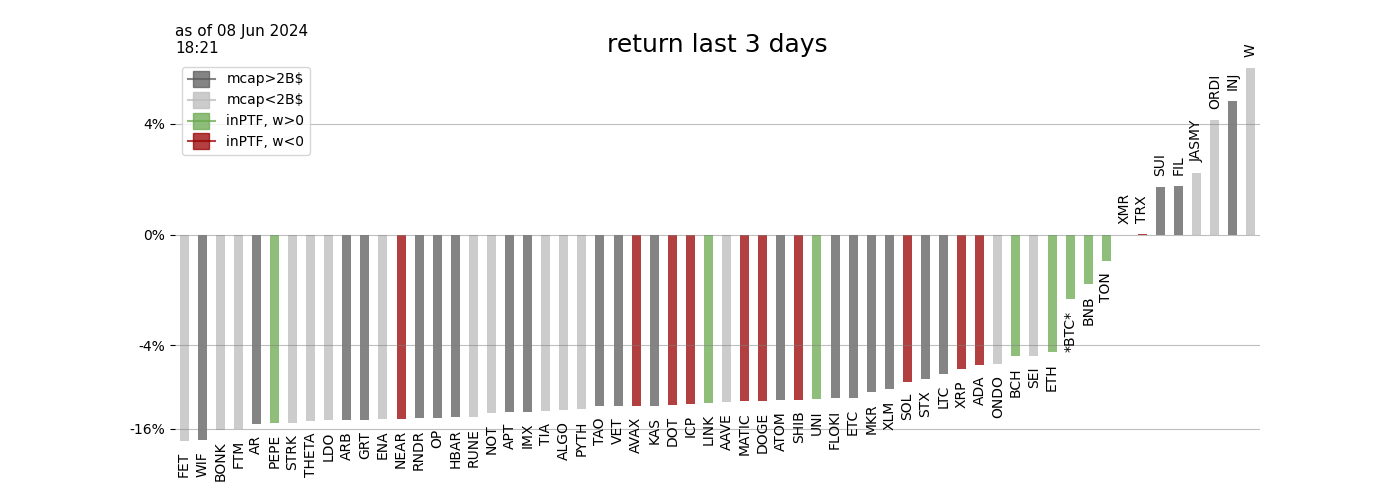 as of 08 Jun 2024
18:21
return last 3 days
mcap>2B$
mcap<2B$
inPTF, w>0
inPTF, w<0
4%
0%
-4%
-16%
FET
WIF
BONK
FTM
AR
PEPE
STRK
THETA
LDO
ARB
GRT
ENA
NEAR
RNDR
OP
HBAR
RUNE
NOT
APT
IMX
TIA
ALGO
PYTH
TAO
VET
AVAX
KAS
DOT
ICP
LINK
AAVE
MATIC
DOGE
ATOM
SHIB
UNI
FLOKI
ETC
MKR
XLM
SOL
STX
LTC
XRP
ADA
ONDO
BCH
SEI
ETH
*BTC*
BNB
TON
XMR
TRX
SUI
FIL
JASMY
ORDI
INJ
W